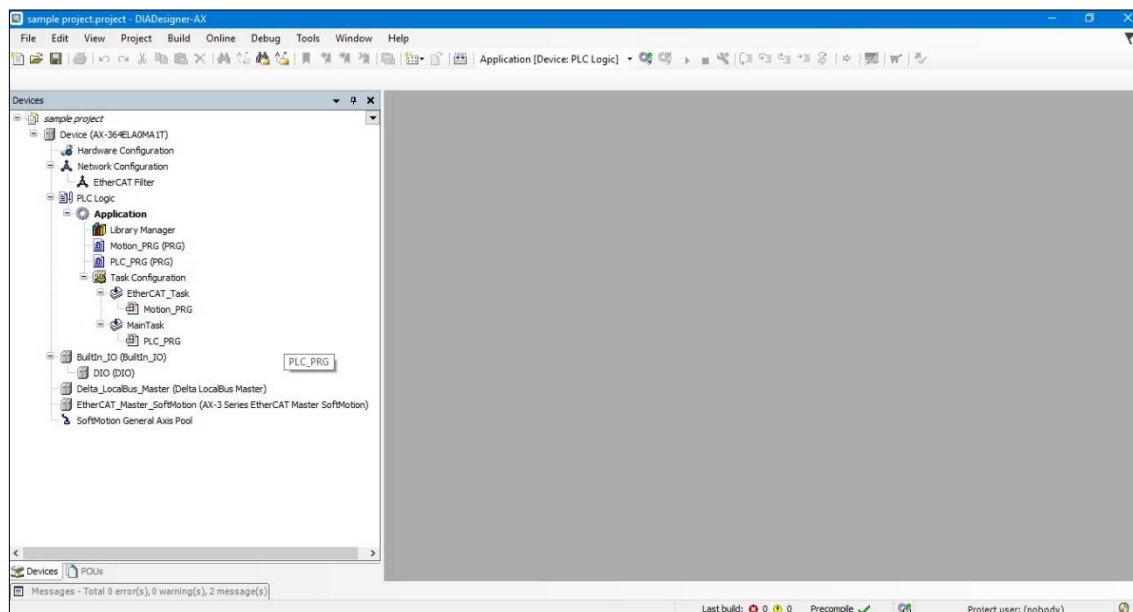 sample project.project - DIADesigner-AX
File Edit View Project Build Online Debug Tools Window Help
Application [Device: PLC Logic]
Devices
sample project
Device (AX-364ELA0MA1T)
Hardware Configuration
Network Configuration
EtherCAT Filter
PLC Logic
Application
Library Manager
Motion_PRG (PRG)
PLC_PRG (PRG)
Task Configuration
EtherCAT_Task
Motion_PRG
MainTask
PLC_PRG
BuiltIn_IO (BuiltIn_IO)
PLC_PRG
DIO (DIO)
Delta_LocalBus_Master (Delta LocalBus Master)
EtherCAT_Master_SoftMotion (AX-3 Series EtherCAT Master SoftMotion)
SoftMotion General Axis Pool
Devices POUs
Messages - Total 0 error(s), 0 warning(s), 2 message(s)
Last build: 0 0 Precompile Project user: (nobody)